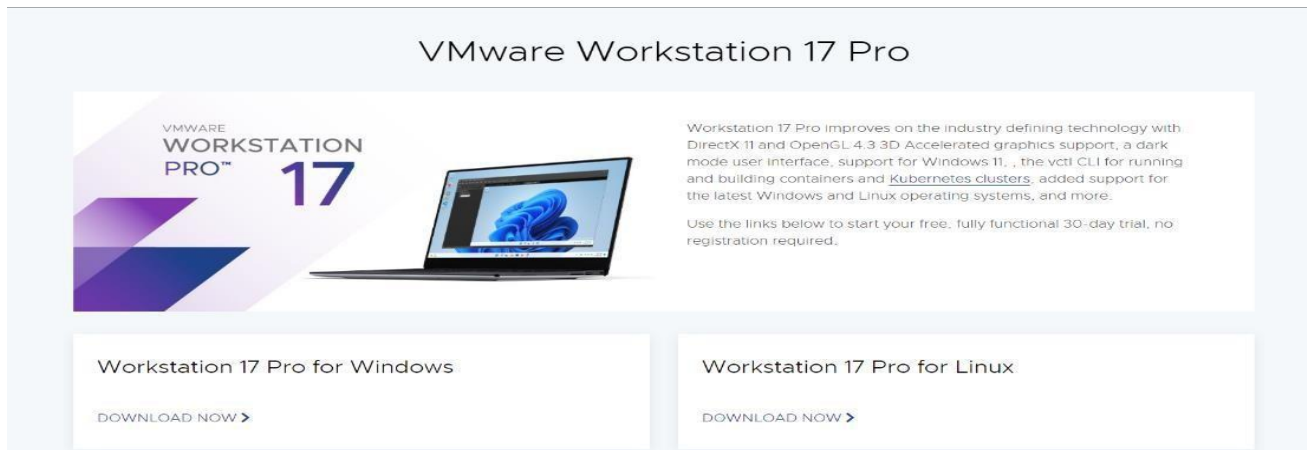 VMware Workstation 17 Pro
VMWARE
WORKSTATION
PRO™ 17
Workstation 17 Pro improves on the industry defining technology with
DirectX 11 and OpenGL 4.3 3D Accelerated graphics support, a dark
mode user interface, support for Windows 11, , the vctl CLI for running
and building containers and Kubernetes clusters, added support for
the latest Windows and Linux operating systems, and more.
Use the links below to start your free, fully functional 30-day trial, no
registration required.
Workstation 17 Pro for Windows
DOWNLOAD NOW >
Workstation 17 Pro for Linux
DOWNLOAD NOW >